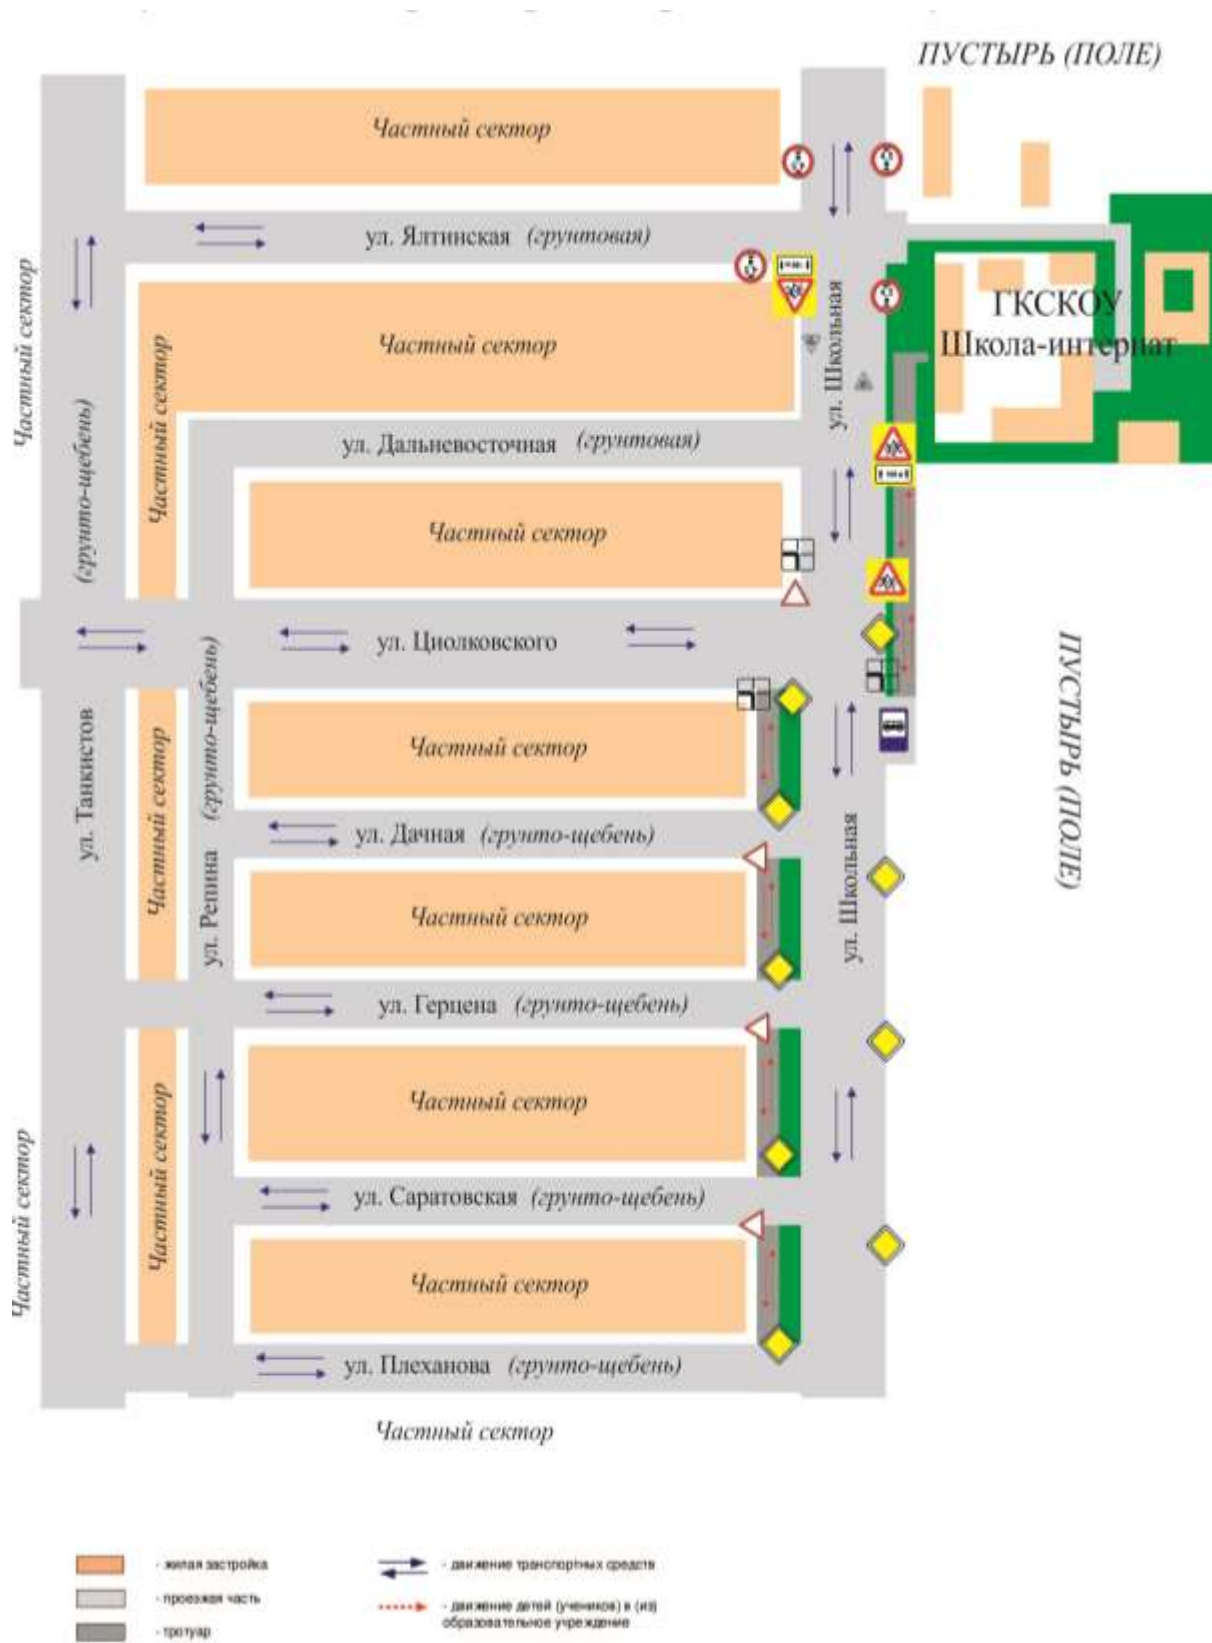 ПУСТЫРЬ (ПОЛЕ)
Частный сектор
ул. Ялтинская (грунтовая)
Частный сектор
Частный сектор
ул. Школьная
ГКСКОУ
Школа-интернат
Частный сектор
(грунто-щебень)
ул. Дальневосточная (грунтовая)
Частный сектор
ул. Циолковского
(грунто-щебень)
ПУСТЫРЬ (ПОЛЕ)
ул. Танкистов
Частный сектор
Частный сектор
ул. Дачная (грунто-щебень)
ул. Репина
Частный сектор
ул. Школьная
ул. Герцена (грунто-щебень)
Частный сектор
Частный сектор
Частный сектор
ул. Саратовская (грунто-щебень)
Частный сектор
ул. Плеханова (грунто-щебень)
Частный сектор
- жилая застройка
- проезжая часть
- тротуар
- движение транспортных средств
- движение детей (учеников) в (из)
образовательное учреждение